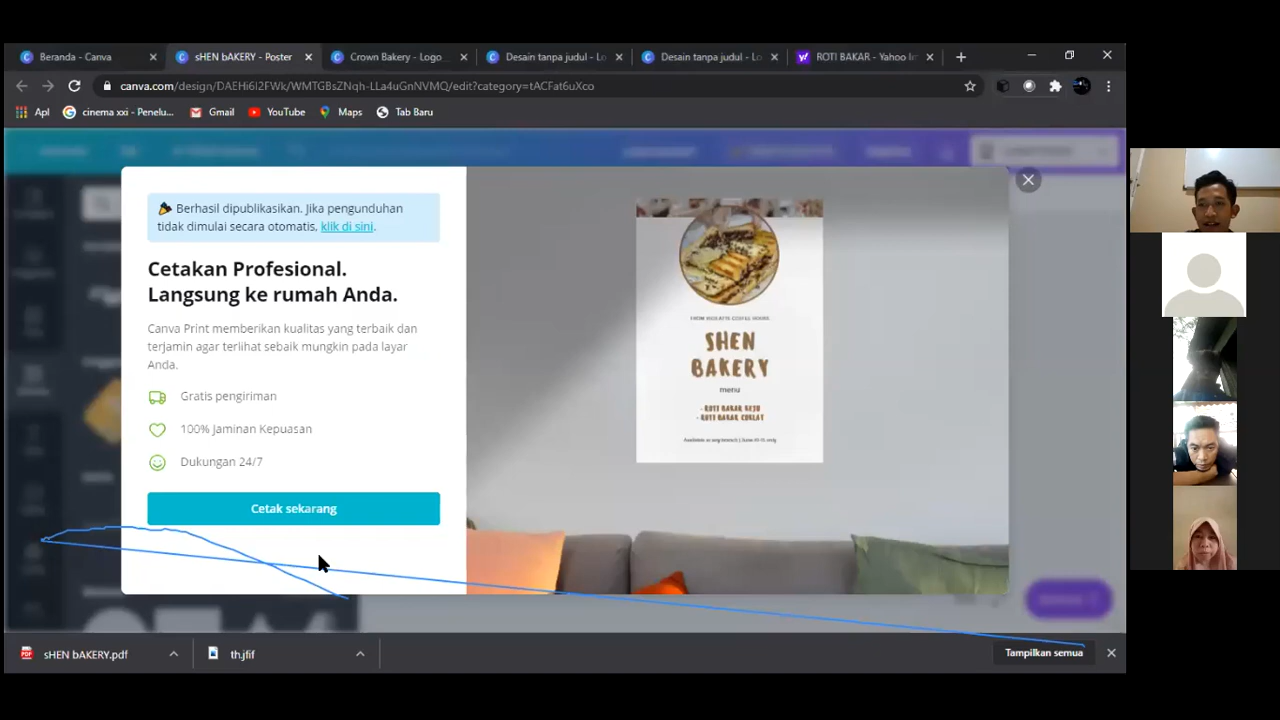 Beranda - Canva
sHEN bAKERY - Poster
Crown Bakery - Logo
Desain tanpa judul - Lo
Desain tanpa judul - Lo
ROTI BAKAR - Yahoo Im
canva.com/design/DAEHi6l2FWk/WMTGBsZNqh-LLa4uGnNVMQ/edit?category=tACFat6uXco
Apl
cinema xxi - Penelu...
Gmail
YouTube
Maps
Tab Baru
Berhasil dipublikasikan. Jika pengunduhan
tidak dimulai secara otomatis, klik di sini.
Cetakan Profesional.
Langsung ke rumah Anda.
Canva Print memberikan kualitas yang terbaik dan
terjamin agar terlihat sebaik mungkin pada layar
Anda.
Gratis pengiriman
100% Jaminan Kepuasan
Dukungan 24/7
Cetak sekarang
SHEN
BAKERY
menu
- ROTI BAKAR KEJU
- ROTI BAKAR COKLAT
sHEN bAKERY.pdf
th.jfif
Tampilkan semua